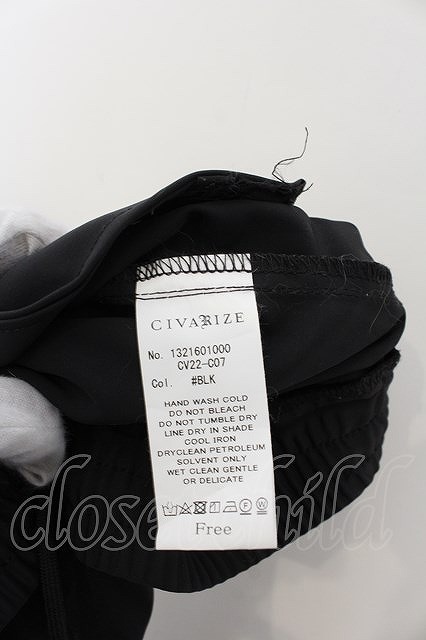 CIVARIZE
No. 1321601000
CV22-C07
Col. #BLK
HAND WASH COLD
DO NOT BLEACH
DO NOT TUMBLE DRY
LINE DRY IN SHADE
COOL IRON
DRYCLEAN PETROLEUM
SOLVENT ONLY
WET CLEAN GENTLE
OR DELICATE
F W
Free
closet child